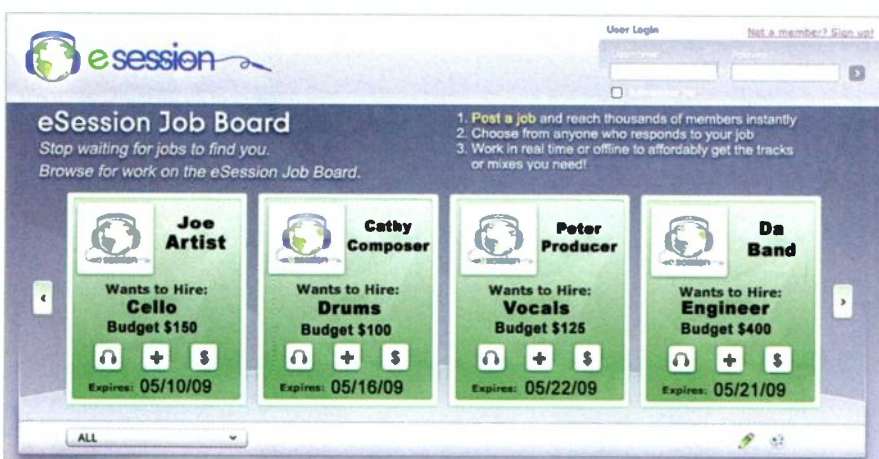 User Login
Not a member? Sign up!
esession
eSession Job Board
Stop waiting for jobs to find you.
Browse for work on the eSession Job Board.
1. Post a job and reach thousands of members instantly
2. Choose from anyone who responds to your job
3. Work in real time or offline to affordably get the tracks
or mixes you need!
Joe
Artist
Wants to Hire:
Cello
Budget $150
$
Expires: 05/10/09
Cathy
Composer
Wants to Hire:
Drums
Budget $100
$
Expires: 05/16/09
Peter
Producer
Wants to Hire:
Vocals
Budget $125
$
Expires: 05/22/09
Da
Band
Wants to Hire:
Engineer
Budget $400
$
Expires: 05/21/09
ALL